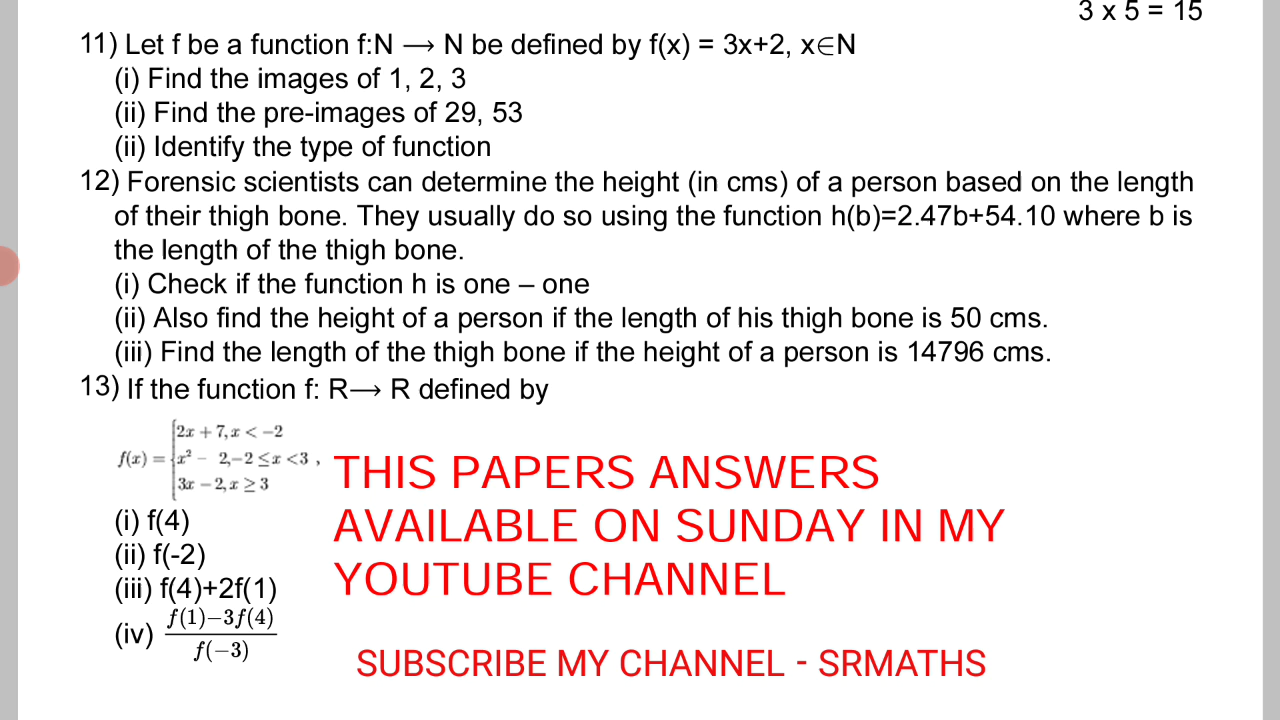 3 x 5 = 15
11) Let f be a function f:N ⟶ N be defined by f(x) = 3x+2, x∈N
(i) Find the images of 1, 2, 3
(ii) Find the pre-images of 29, 53
(ii) Identify the type of function
12) Forensic scientists can determine the height (in cms) of a person based on the length
of their thigh bone. They usually do so using the function h(b)=2.47b+54.10 where b is
the length of the thigh bone.
(i) Check if the function h is one – one
(ii) Also find the height of a person if the length of his thigh bone is 50 cms.
(iii) Find the length of the thigh bone if the height of a person is 14796 cms.
13) If the function f: R⟶ R defined by
2x + 7, x < −2
f(x) = { x² − 2, −2 ≤ x < 3 ,
3x − 2, x ≥ 3
THIS PAPERS ANSWERS
AVAILABLE ON SUNDAY IN MY
YOUTUBE CHANNEL
(i) f(4)
(ii) f(-2)
(iii) f(4)+2f(1)
(iv) f(1)−3f(4)
f(−3)
SUBSCRIBE MY CHANNEL - SRMATHS